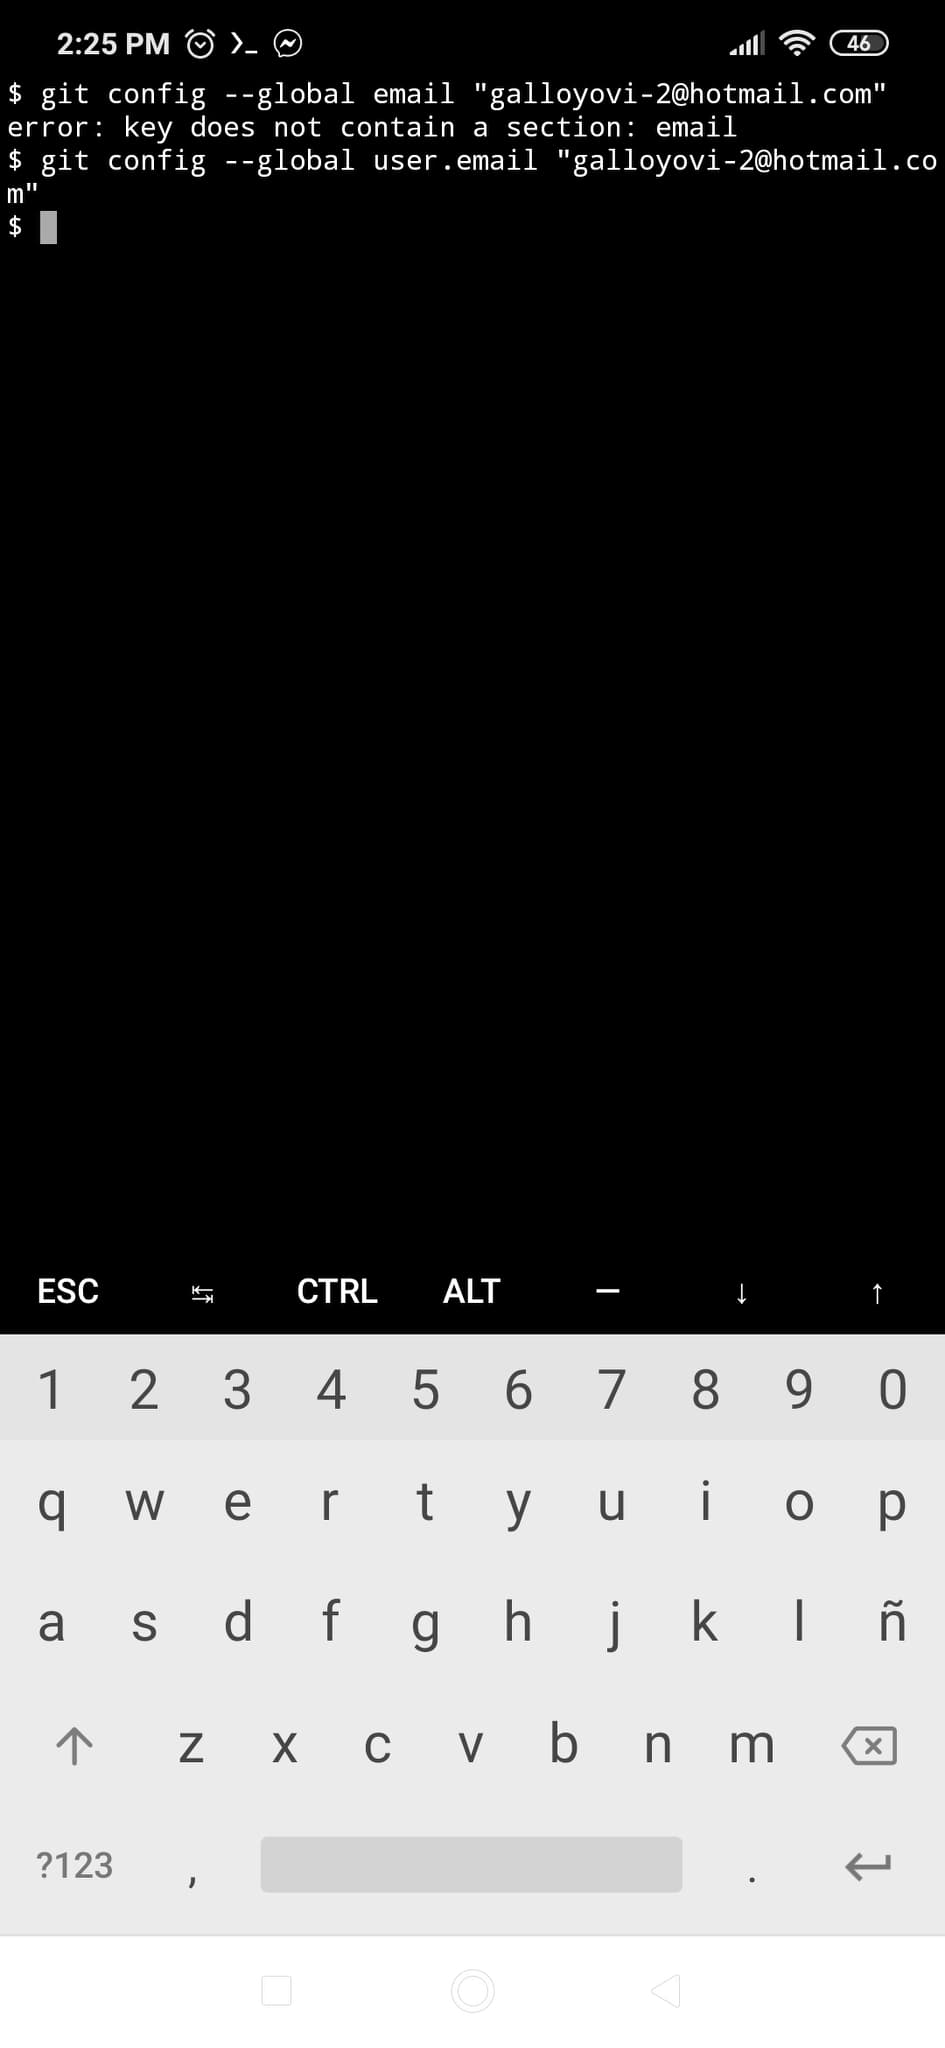 2:25 PM
46
$ git config --global email "galloyovi-2@hotmail.com"
error: key does not contain a section: email
$ git config --global user.email "galloyovi-2@hotmail.co
m"
$
ESC ↹ CTRL ALT — ↓ ↑
1 2 3 4 5 6 7 8 9 0
q w e r t y u i o p
a s d f g h j k l ñ
z x c v b n m
?123 , .